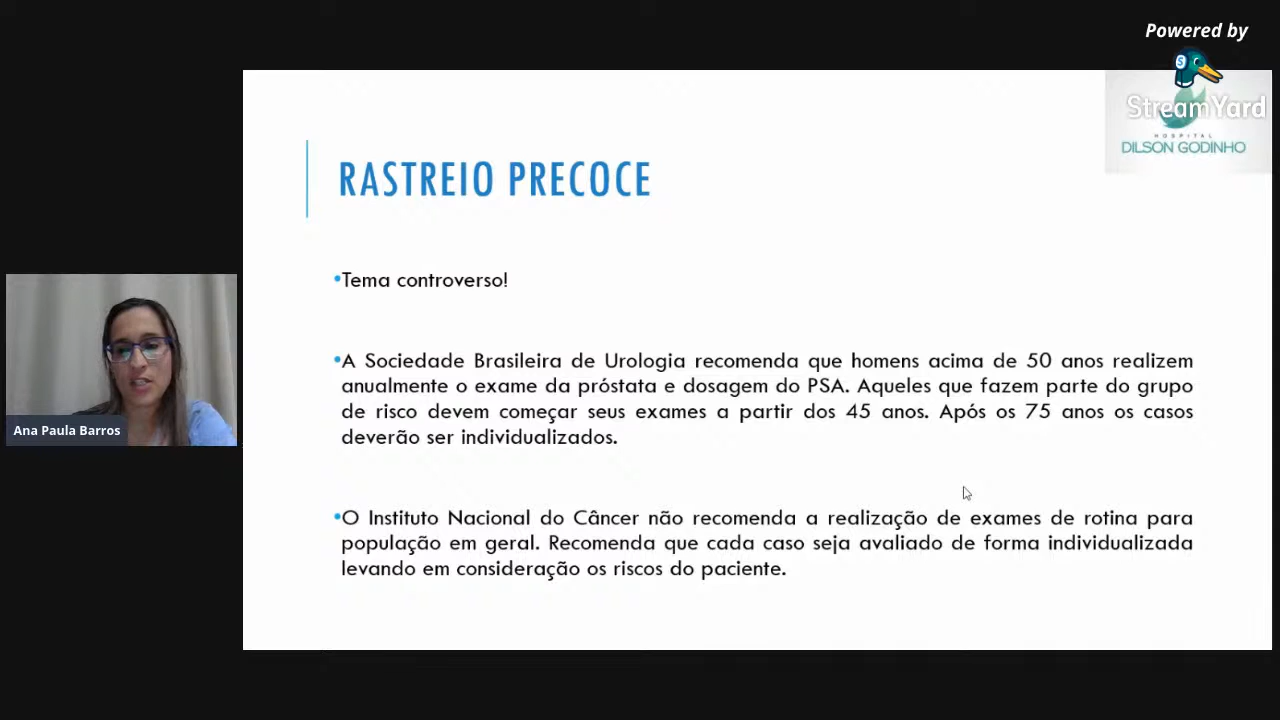 Powered by
StreamYard
HOSPITAL
DILSON GODINHO
RASTREIO PRECOCE
•Tema controverso!
•A Sociedade Brasileira de Urologia recomenda que homens acima de 50 anos realizem
anualmente o exame da próstata e dosagem do PSA. Aqueles que fazem parte do grupo
de risco devem começar seus exames a partir dos 45 anos. Após os 75 anos os casos
deverão ser individualizados.
•O Instituto Nacional do Câncer não recomenda a realização de exames de rotina para
população em geral. Recomenda que cada caso seja avaliado de forma individualizada
levando em consideração os riscos do paciente.
Ana Paula Barros